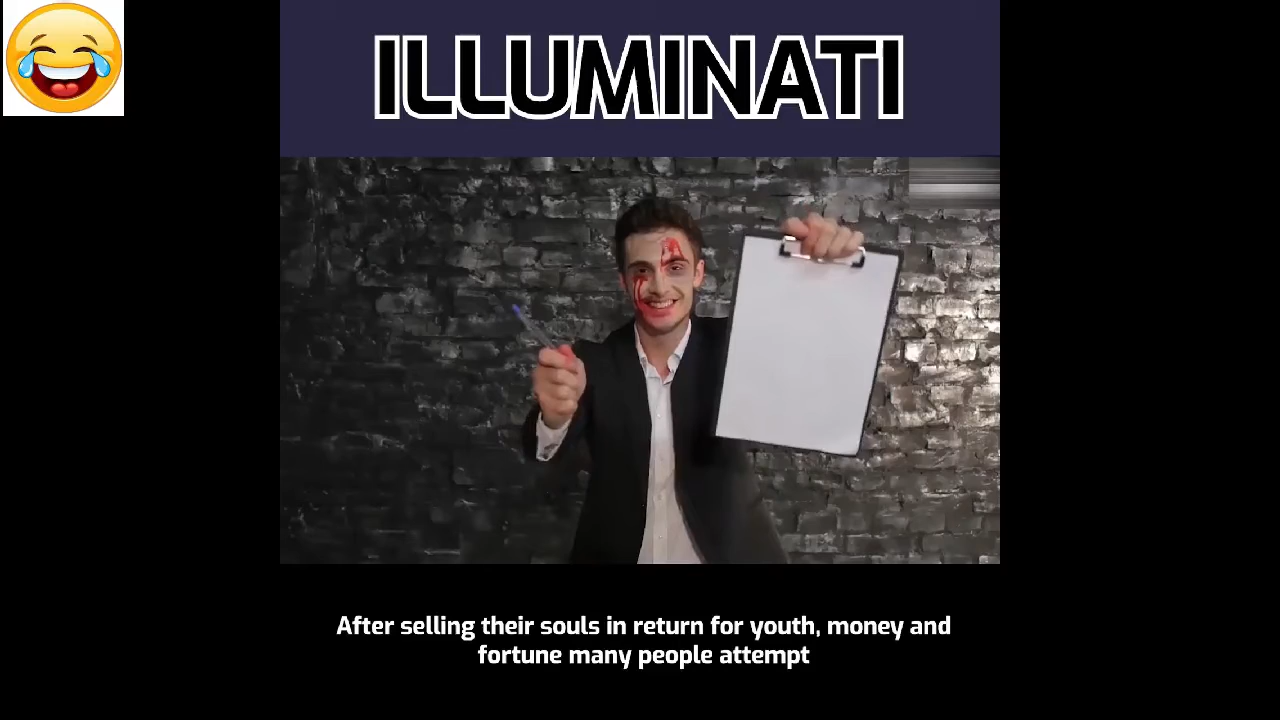 ILLUMINATI
After selling their souls in return for youth, money and
fortune many people attempt